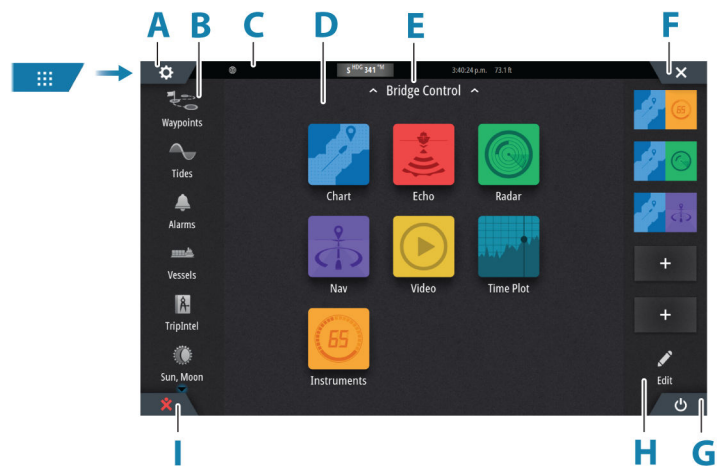 A
B
C
D
E
F
S HDG 341 °M
3:40:24 p.m. 73.1 ft
Bridge Control
Waypoints
65
Tides
Chart
Echo
Radar
Alarms
Vessels
+
Nav
Video
Time Plot
TripIntel
+
65
Sun, Moon
Edit
Instruments
I
H
G